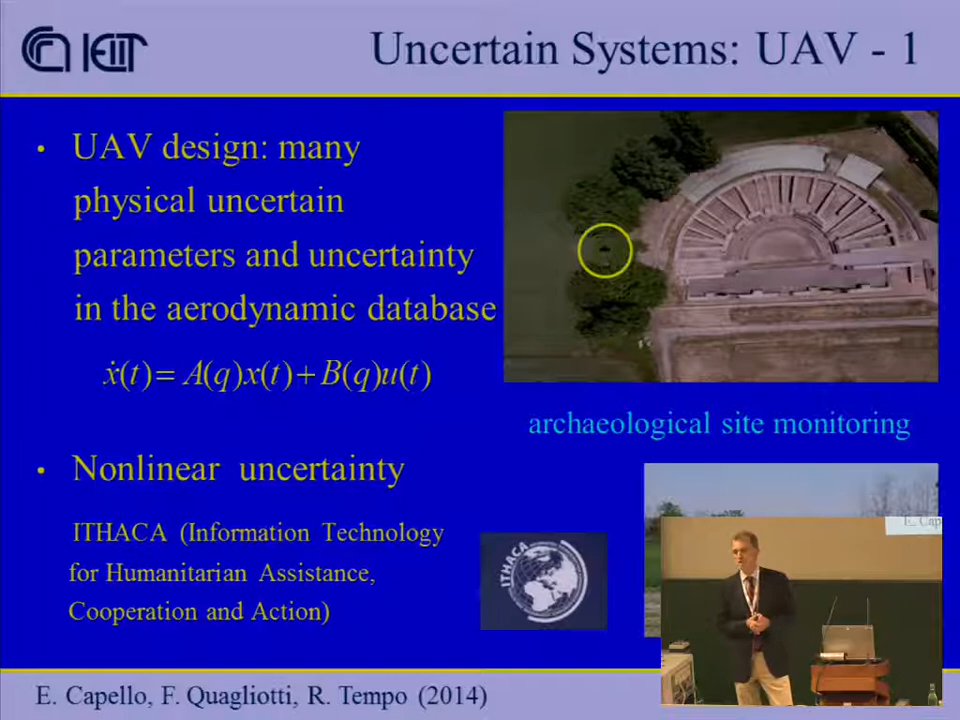 IEIIT
Uncertain Systems: UAV - 1
• UAV design: many
physical uncertain
parameters and uncertainty
in the aerodynamic database
ẋ(t)= A(q)x(t)+B(q)u(t)
archaeological site monitoring
• Nonlinear uncertainty
ITHACA (Information Technology
for Humanitarian Assistance,
Cooperation and Action)
ITHACA
E. Cap
E. Capello, F. Quagliotti, R. Tempo (2014)